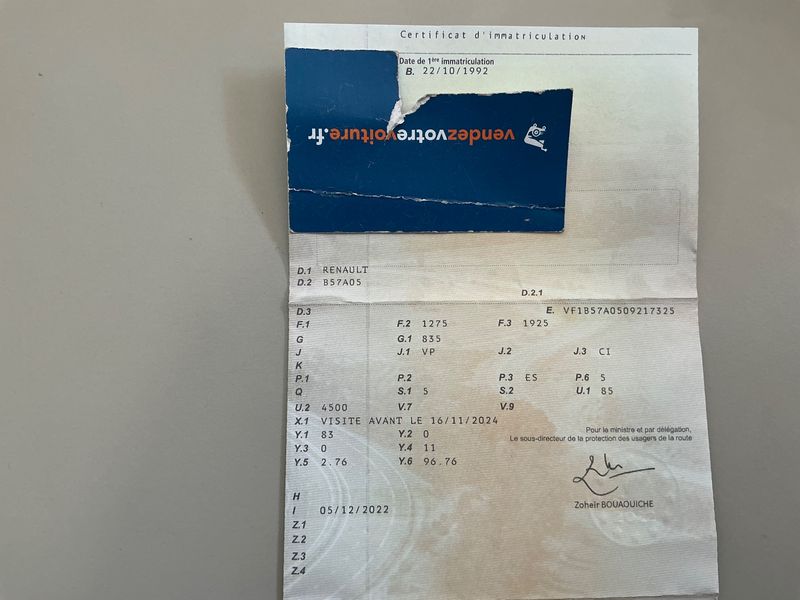 Certificat d'immatriculation
Date de 1ère immatriculation
B. 22/10/1992
vendezvotrevoiture.fr
D.1 RENAULT
D.2 B57A05
D.2.1
D.3 E. VF1B57A0509217325
F.1 F.2 1275 F.3 1925
G G.1 835
J J.1 VP J.2 J.3 CI
K
P.1 P.2 P.3 ES P.6 5
Q S.1 5 S.2 U.1 85
U.2 4500 V.7 V.9
X.1 VISITE AVANT LE 16/11/2024
Y.1 83 Y.2 0
Y.3 0 Y.4 11
Y.5 2.76 Y.6 96.76
Pour le ministre et par délégation,
Le sous-directeur de la protection des usagers de la route
Zoheir BOUAOUICHE
H
I 05/12/2022
Z.1
Z.2
Z.3
Z.4